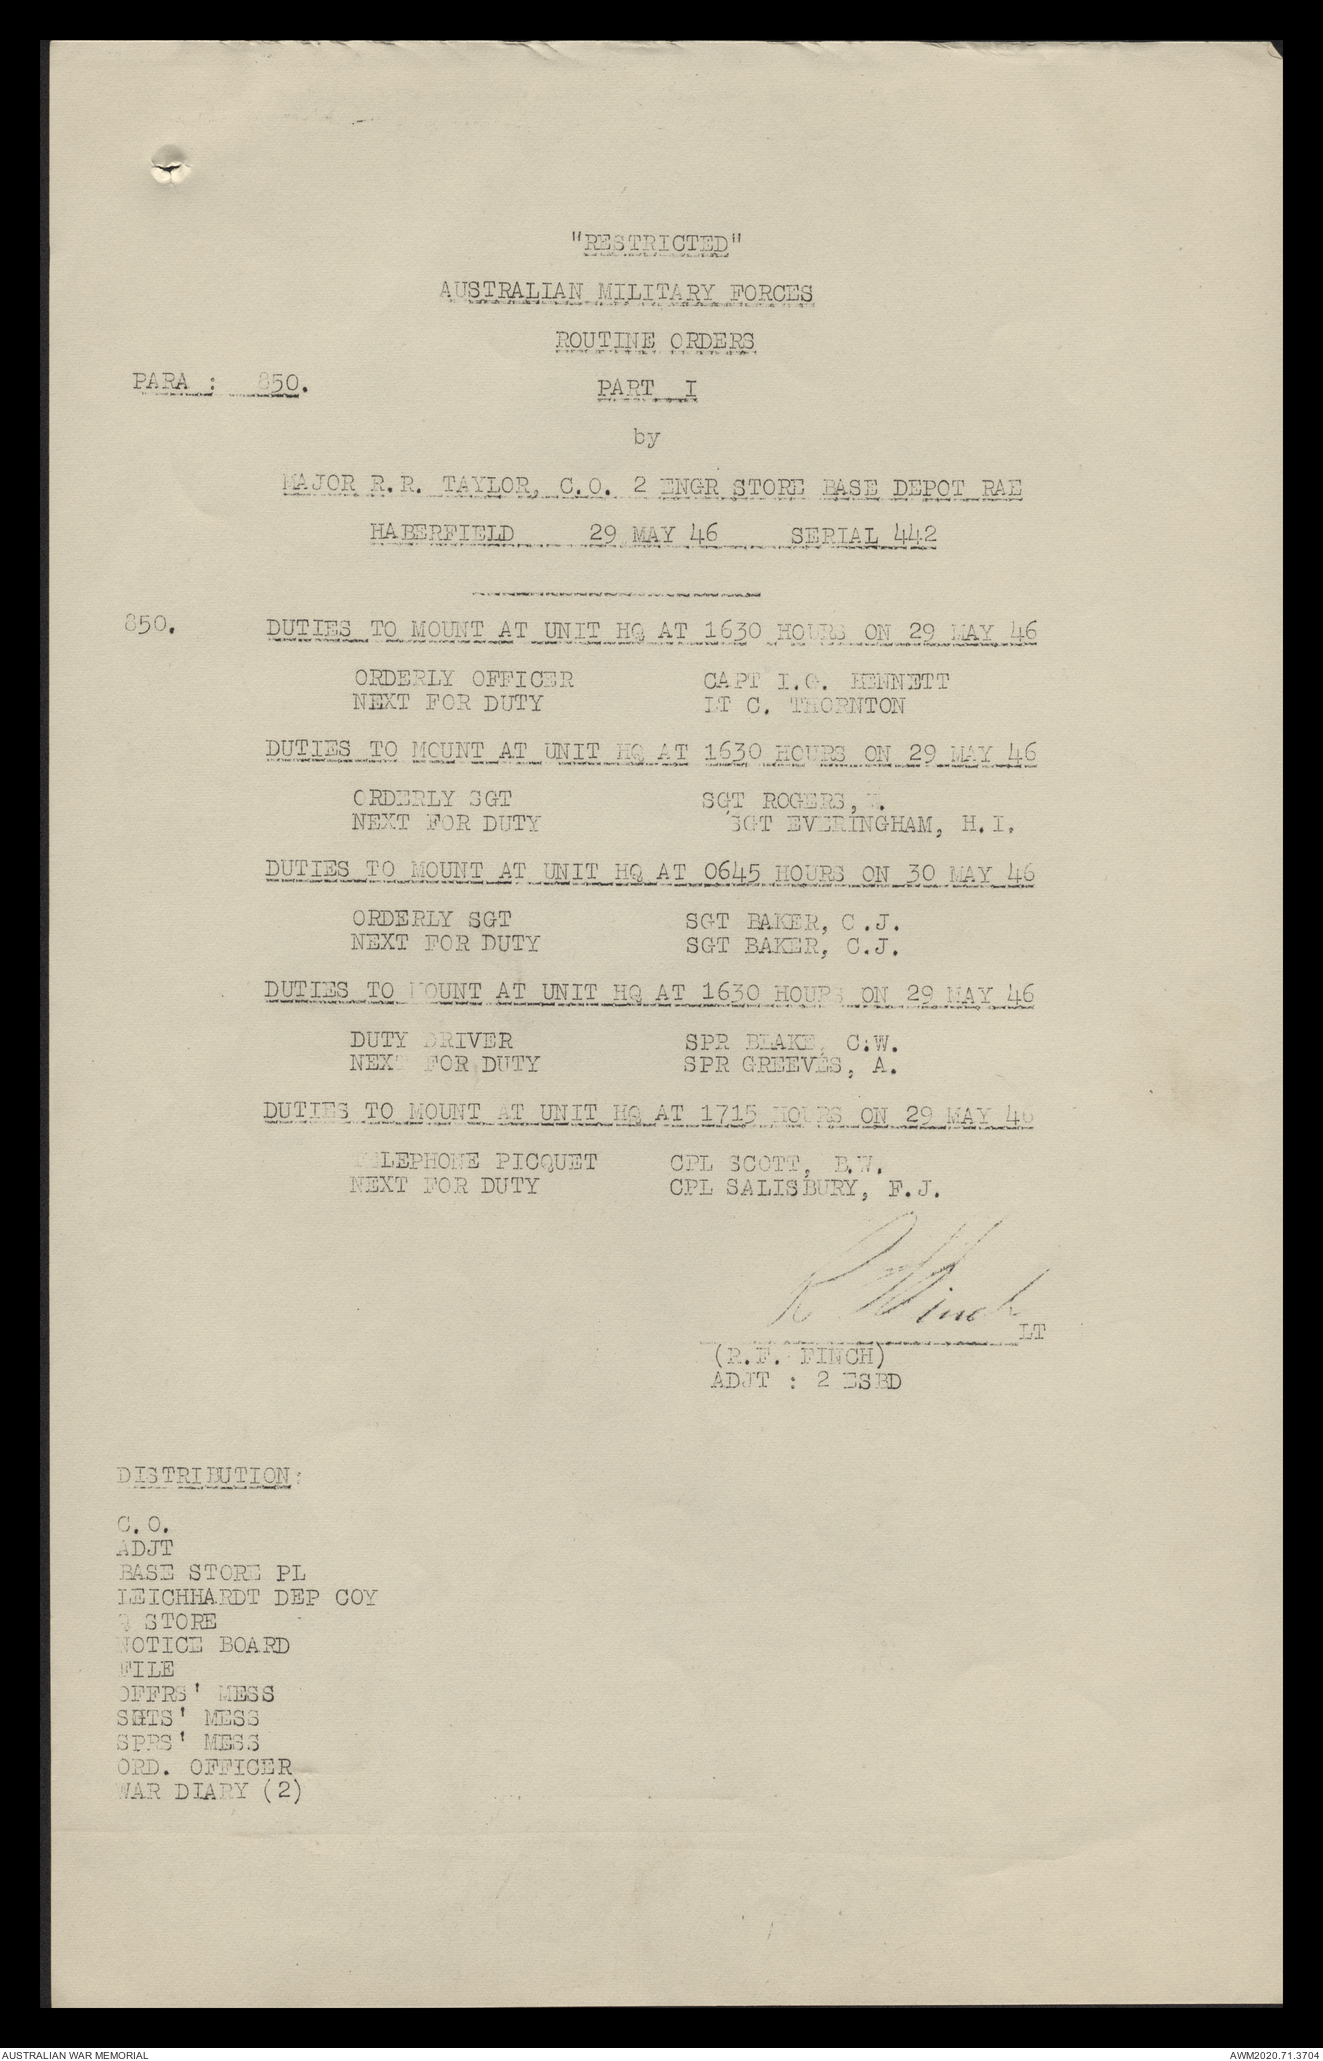 "RESTRICTED"
AUSTRALIAN MILITARY FORCES
ROUTINE ORDERS
PARA : 850. PART I
by
MAJOR R.R. TAYLOR, C.O. 2 ENGR STORE BASE DEPOT RAE
HABERFIELD 29 MAY 46 SERIAL 442
850. DUTIES TO MOUNT AT UNIT HQ AT 1630 HOURS ON 29 MAY 46
ORDERLY OFFICER CAPT I.G. HENNETT
NEXT FOR DUTY LT C. THORNTON
DUTIES TO MOUNT AT UNIT HQ AT 1630 HOURS ON 29 MAY 46
ORDERLY SGT SGT ROGERS,
NEXT FOR DUTY SGT EVERINGHAM, H.I.
DUTIES TO MOUNT AT UNIT HQ AT 0645 HOURS ON 30 MAY 46
ORDERLY SGT SGT BAKER, C.J.
NEXT FOR DUTY SGT BAKER, C.J.
DUTIES TO MOUNT AT UNIT HQ AT 1630 HOURS ON 29 MAY 46
DUTY DRIVER SPR BLAKE, C.W.
NEXT FOR DUTY SPR GREEVES, A.
DUTIES TO MOUNT AT UNIT HQ AT 1715 HOURS ON 29 MAY 46
TELEPHONE PICQUET CPL SCOTT, B.W.
NEXT FOR DUTY CPL SALISBURY, F.J.
R Finch LT
(R.F. FINCH)
ADJT : 2 ESBD
DISTRIBUTION:
C.O.
ADJT
BASE STORE PL
LEICHHARDT DEP COY
Q STORE
NOTICE BOARD
FILE
OFFRS' MESS
SGTS' MESS
SPRS' MESS
ORD. OFFICER
WAR DIARY (2)
AUSTRALIAN WAR MEMORIAL AWM2020.71.3704